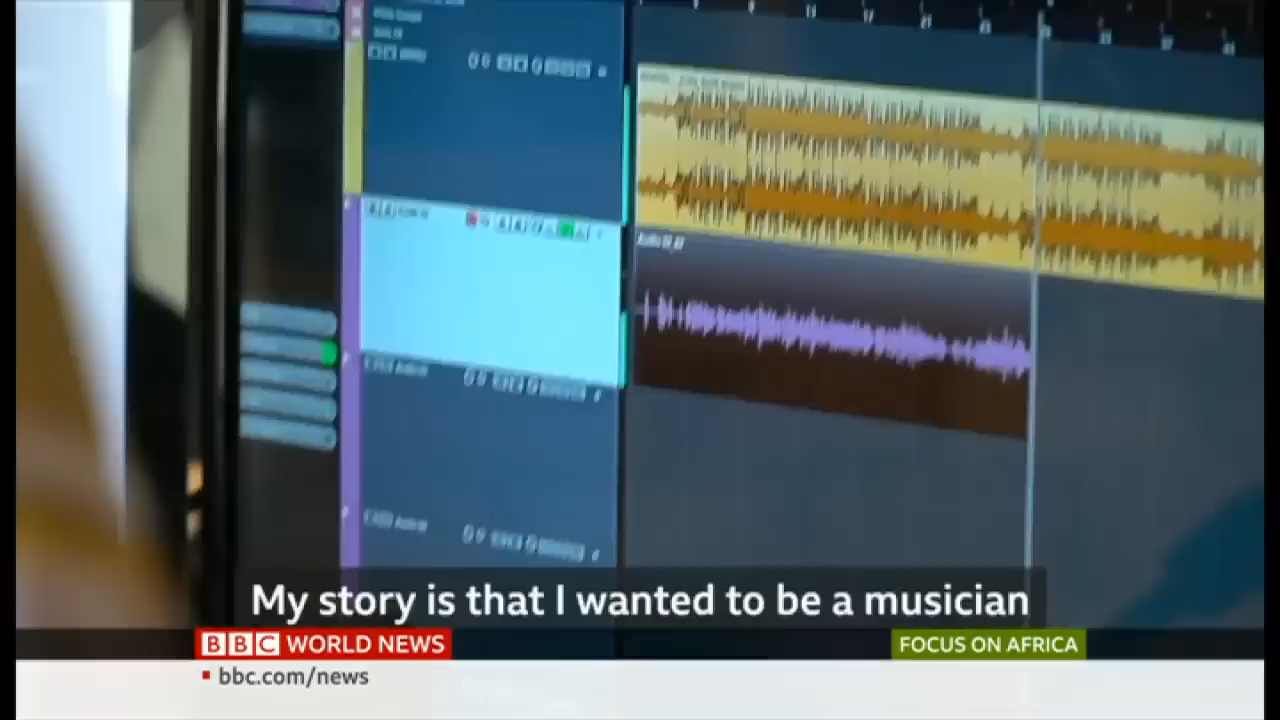 My story is that I wanted to be a musician
BBC WORLD NEWS
FOCUS ON AFRICA
bbc.com/news